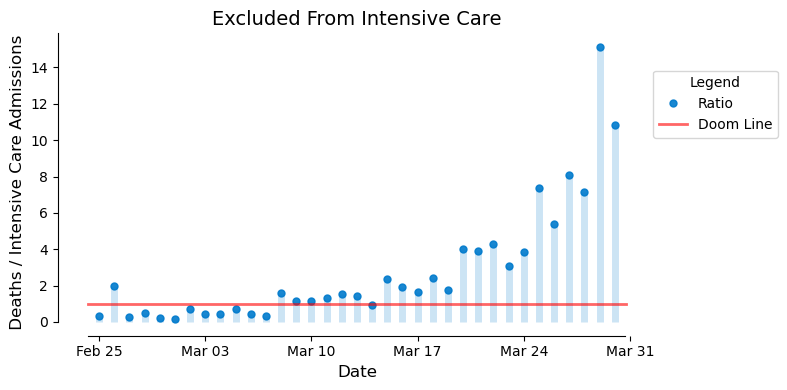 Excluded From Intensive Care
Deaths / Intensive Care Admissions
14
12
10
8
6
4
2
0
Feb 25
Mar 03
Mar 10
Mar 17
Mar 24
Mar 31
Date
Legend
Ratio
Doom Line